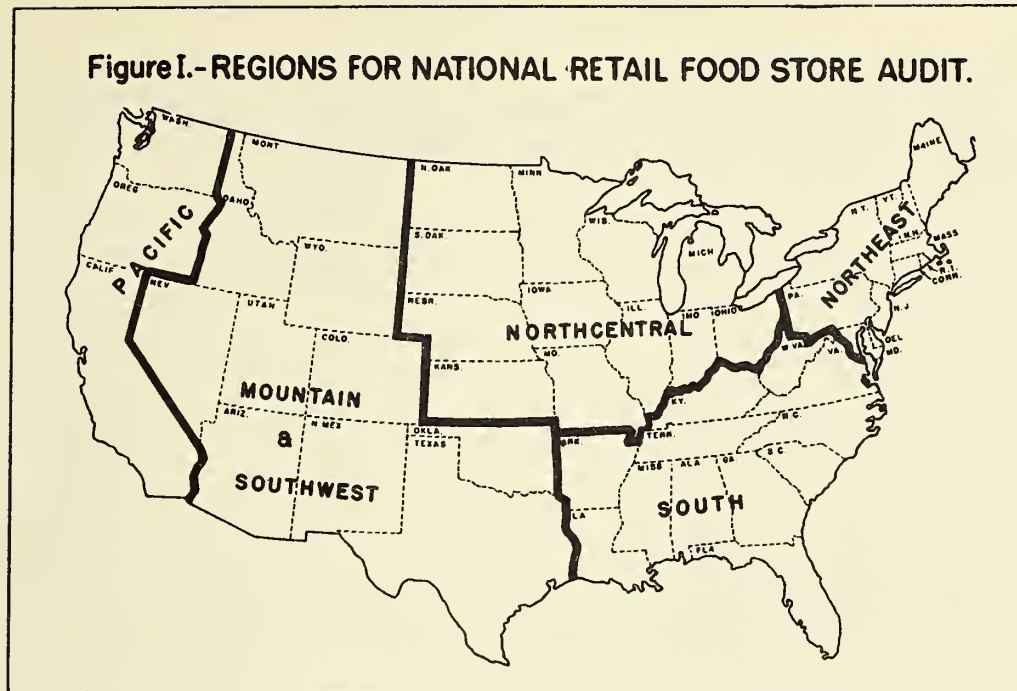 Figure I.-REGIONS FOR NATIONAL RETAIL FOOD STORE AUDIT.
WASH.
MONT
N. DAK
MINN
MAINE
OREG
IDAHO
S. DAK.
WIS.
MICH
N.Y.
VT.
N.H.
MASS
R.I.
CONN.
PACIFIC
WYO.
NORTHEAST
CALIF
NEV
UTAH
NEBR.
IOWA
ILL.
OHIO
PA.
N.J.
NORTHCENTRAL
COLO.
KANS.
MO.
W.VA.
VA.
DEL
MD.
MOUNTAIN
&
SOUTHWEST
ARIZ.
N.MEX
OKLA.
TEXAS
ARK.
KY.
TENN.
N.C.
S.C.
MISS
ALA
GA.
LA
SOUTH
FLA